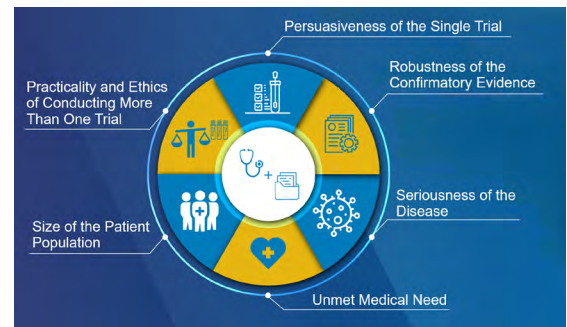 Persuasiveness of the Single Trial
Robustness of the
Confirmatory Evidence
Seriousness of the
Disease
Unmet Medical Need
Size of the Patient
Population
Practicality and Ethics
of Conducting More
Than One Trial